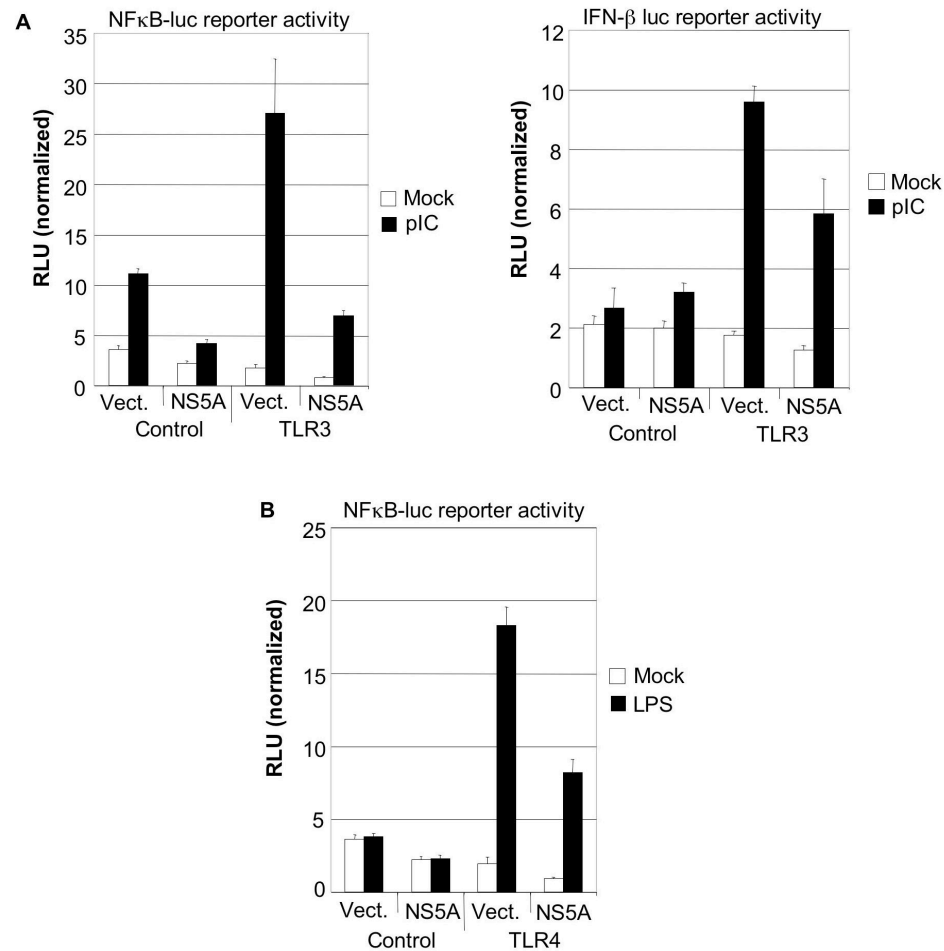 A
NFκB-luc reporter activity
RLU (normalized)
35
30
25
20
15
10
5
0
Mock
pIC
Vect. NS5A Vect. NS5A
Control TLR3
IFN-β luc reporter activity
RLU (normalized)
12
10
8
6
4
2
0
Mock
pIC
Vect. NS5A Vect. NS5A
Control TLR3
B
NFκB-luc reporter activity
RLU (normalized)
25
20
15
10
5
0
Mock
LPS
Vect. NS5A Vect. NS5A
Control TLR4